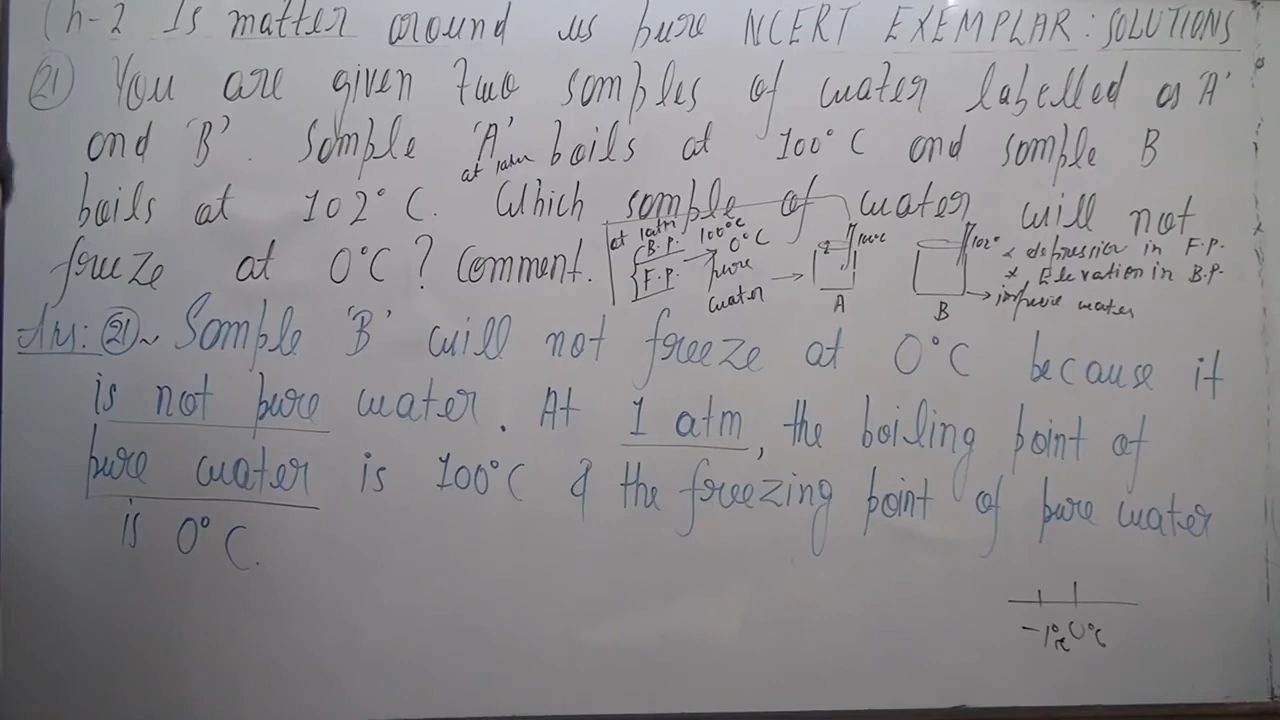 Ch-2 Is matter around us pure NCERT EXEMPLAR: SOLUTIONS
21 You are given two samples of water labelled as 'A'
and 'B'. Sample 'A' boils at 100°C and sample B
at 1atm
boils at 102°C. Which sample of water will not
freeze at 0°C? Comment.
at 1atm
B.P. 100°C
F.P. → 0°C
pure
water →
100°C
A
102°
B
* depression in F.P.
* Elevation in B.P.
→ impure water
Ans: 21~ Sample 'B' will not freeze at 0°C because it
is not pure water. At 1 atm, the boiling point of
pure water is 100°C & the freezing point of pure water
is 0°C.
-1°C 0°C